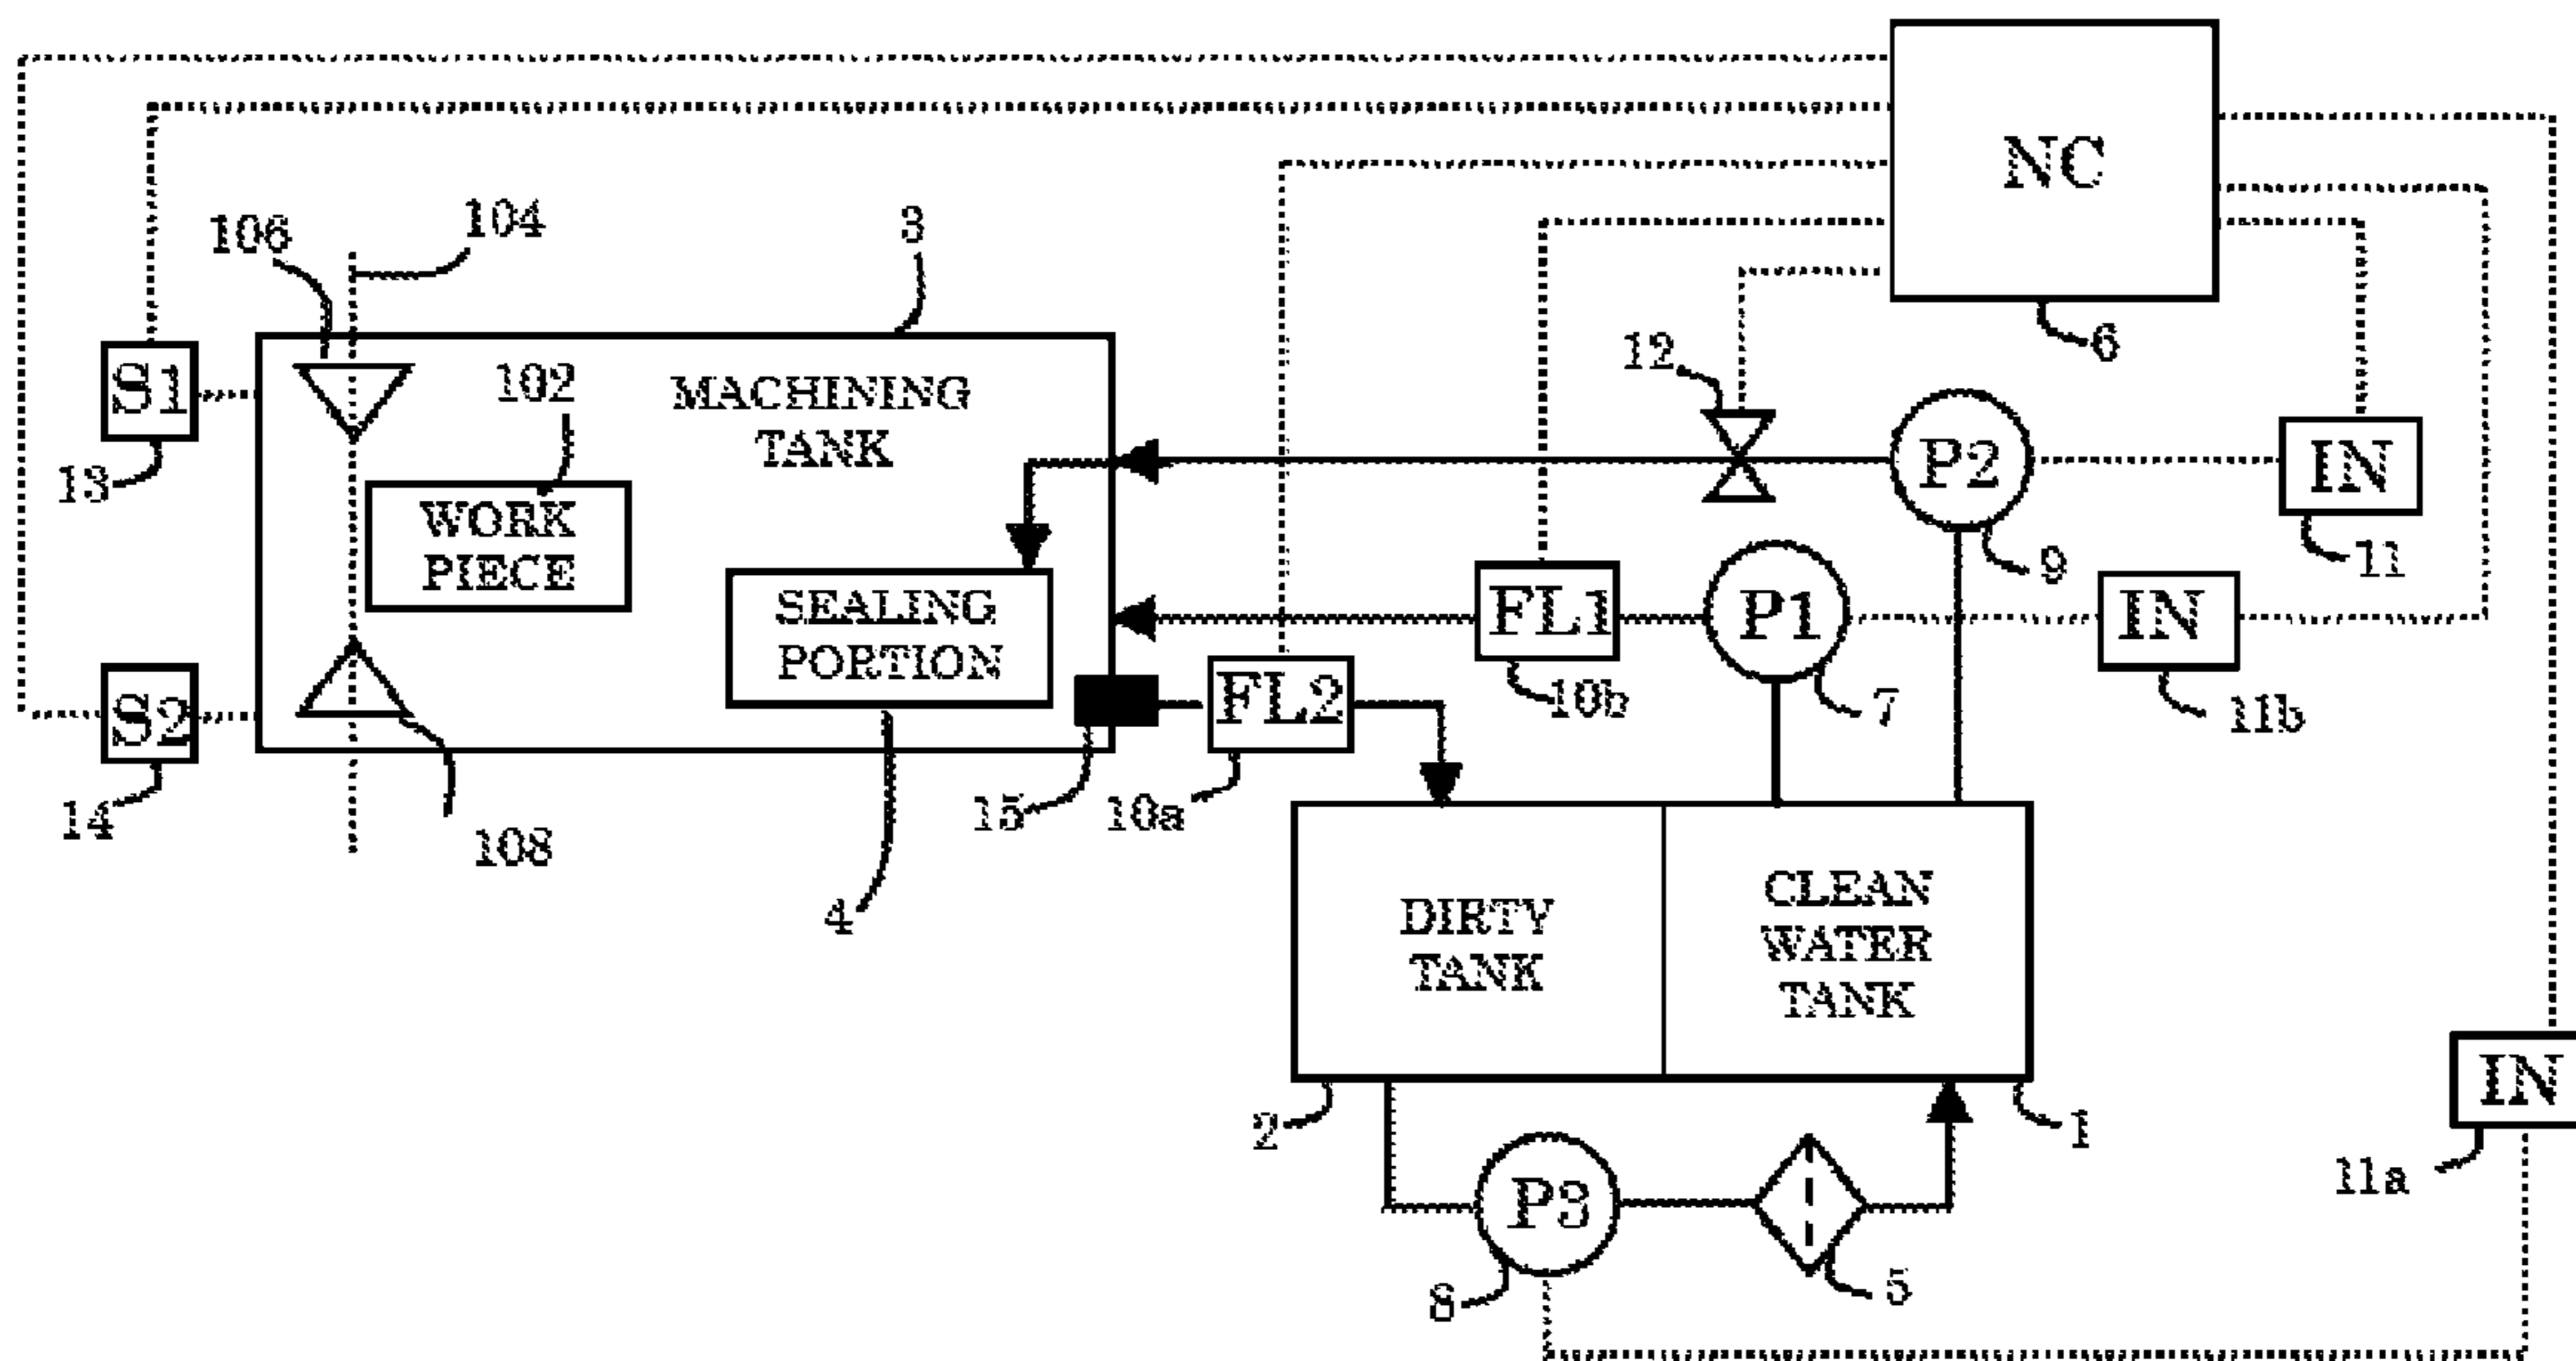 NC
104
106
3
6
12
S1
102
MACHINING
TANK
P2
IN
13
WORK
PIECE
11
9
SEALING
PORTION
FL1
P1
IN
S2
FL2
10b
7
11b
14
15
10a
108
4
CLEAN
WATER
TANK
DIRTY
TANK
IN
2
1
11a
P3
8
5